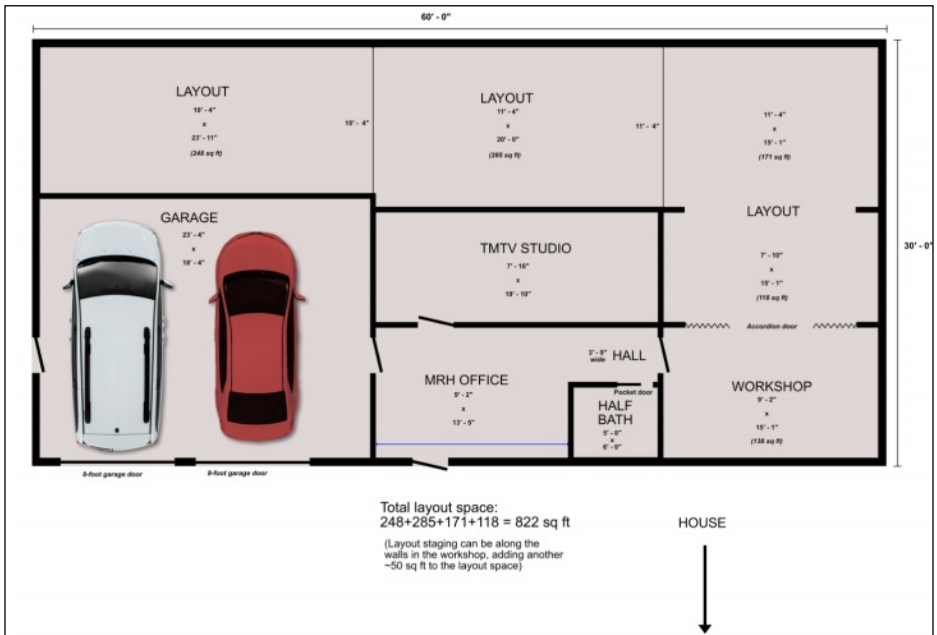 60' - 0"
LAYOUT
10' - 4"
x
23' - 11"
(248 sq ft)
10' - 4"
LAYOUT
11' - 4"
x
20' - 0"
(285 sq ft)
11' - 4"
11' - 4"
x
15' - 1"
(171 sq ft)
LAYOUT
7' - 10"
x
15' - 1"
(118 sq ft)
Accordion door
30' - 0"
GARAGE
23' - 4"
x
18' - 4"
TMTV STUDIO
7' - 10"
x
19' - 10"
MRH OFFICE
9' - 2"
x
13' - 5"
3' - 9"
wide
HALL
Pocket door
HALF
BATH
5' - 0"
x
6' - 0"
WORKSHOP
9' - 2"
x
15' - 1"
(138 sq ft)
8-foot garage door
8-foot garage door
Total layout space:
248+285+171+118 = 822 sq ft
(Layout staging can be along the
walls in the workshop, adding another
~50 sq ft to the layout space)
HOUSE